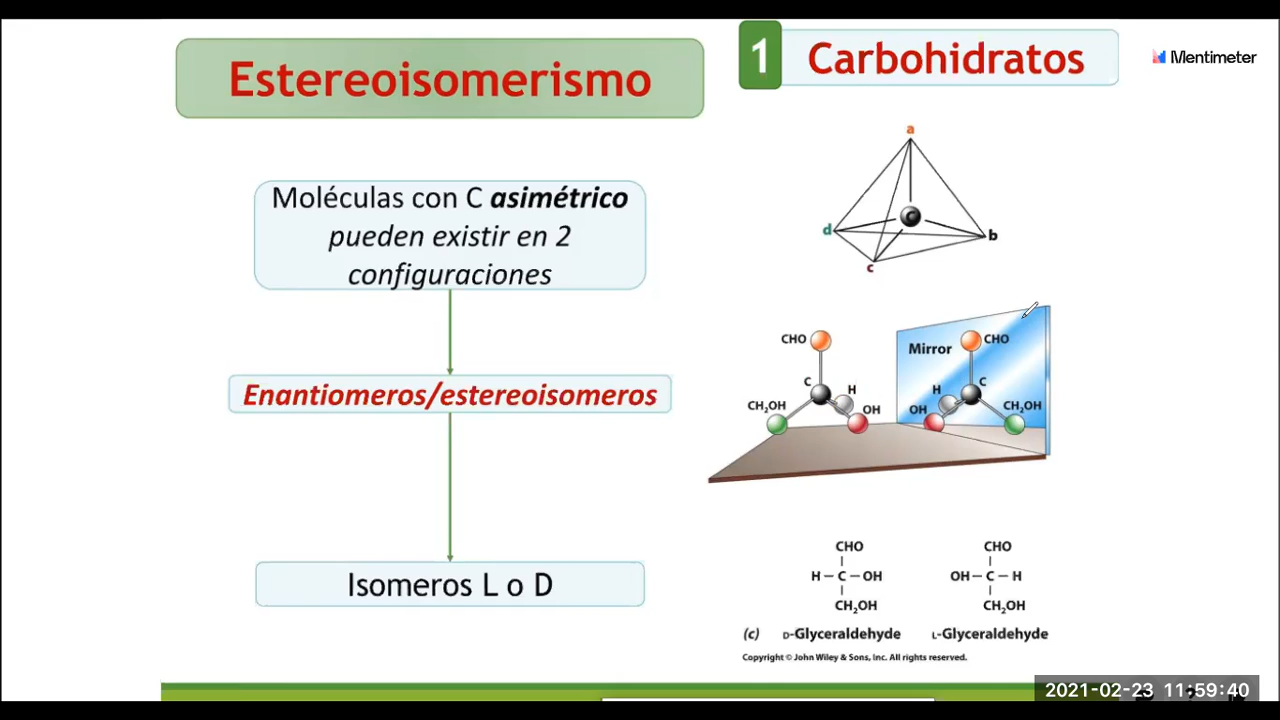 Estereoisomerismo
1 Carbohidratos
Mentimeter
Moléculas con C asimétrico
pueden existir en 2
configuraciones
Enantiomeros/estereoisomeros
Isomeros L o D
a
C
d
b
c
CHO
C
H
CH₂OH
OH
Mirror
CHO
C
H
CH₂OH
OH
CHO
H–C–OH
CH₂OH
CHO
OH–C–H
CH₂OH
(c) D-Glyceraldehyde L-Glyceraldehyde
Copyright © John Wiley & Sons, Inc. All rights reserved.
2021-02-23 11:59:40